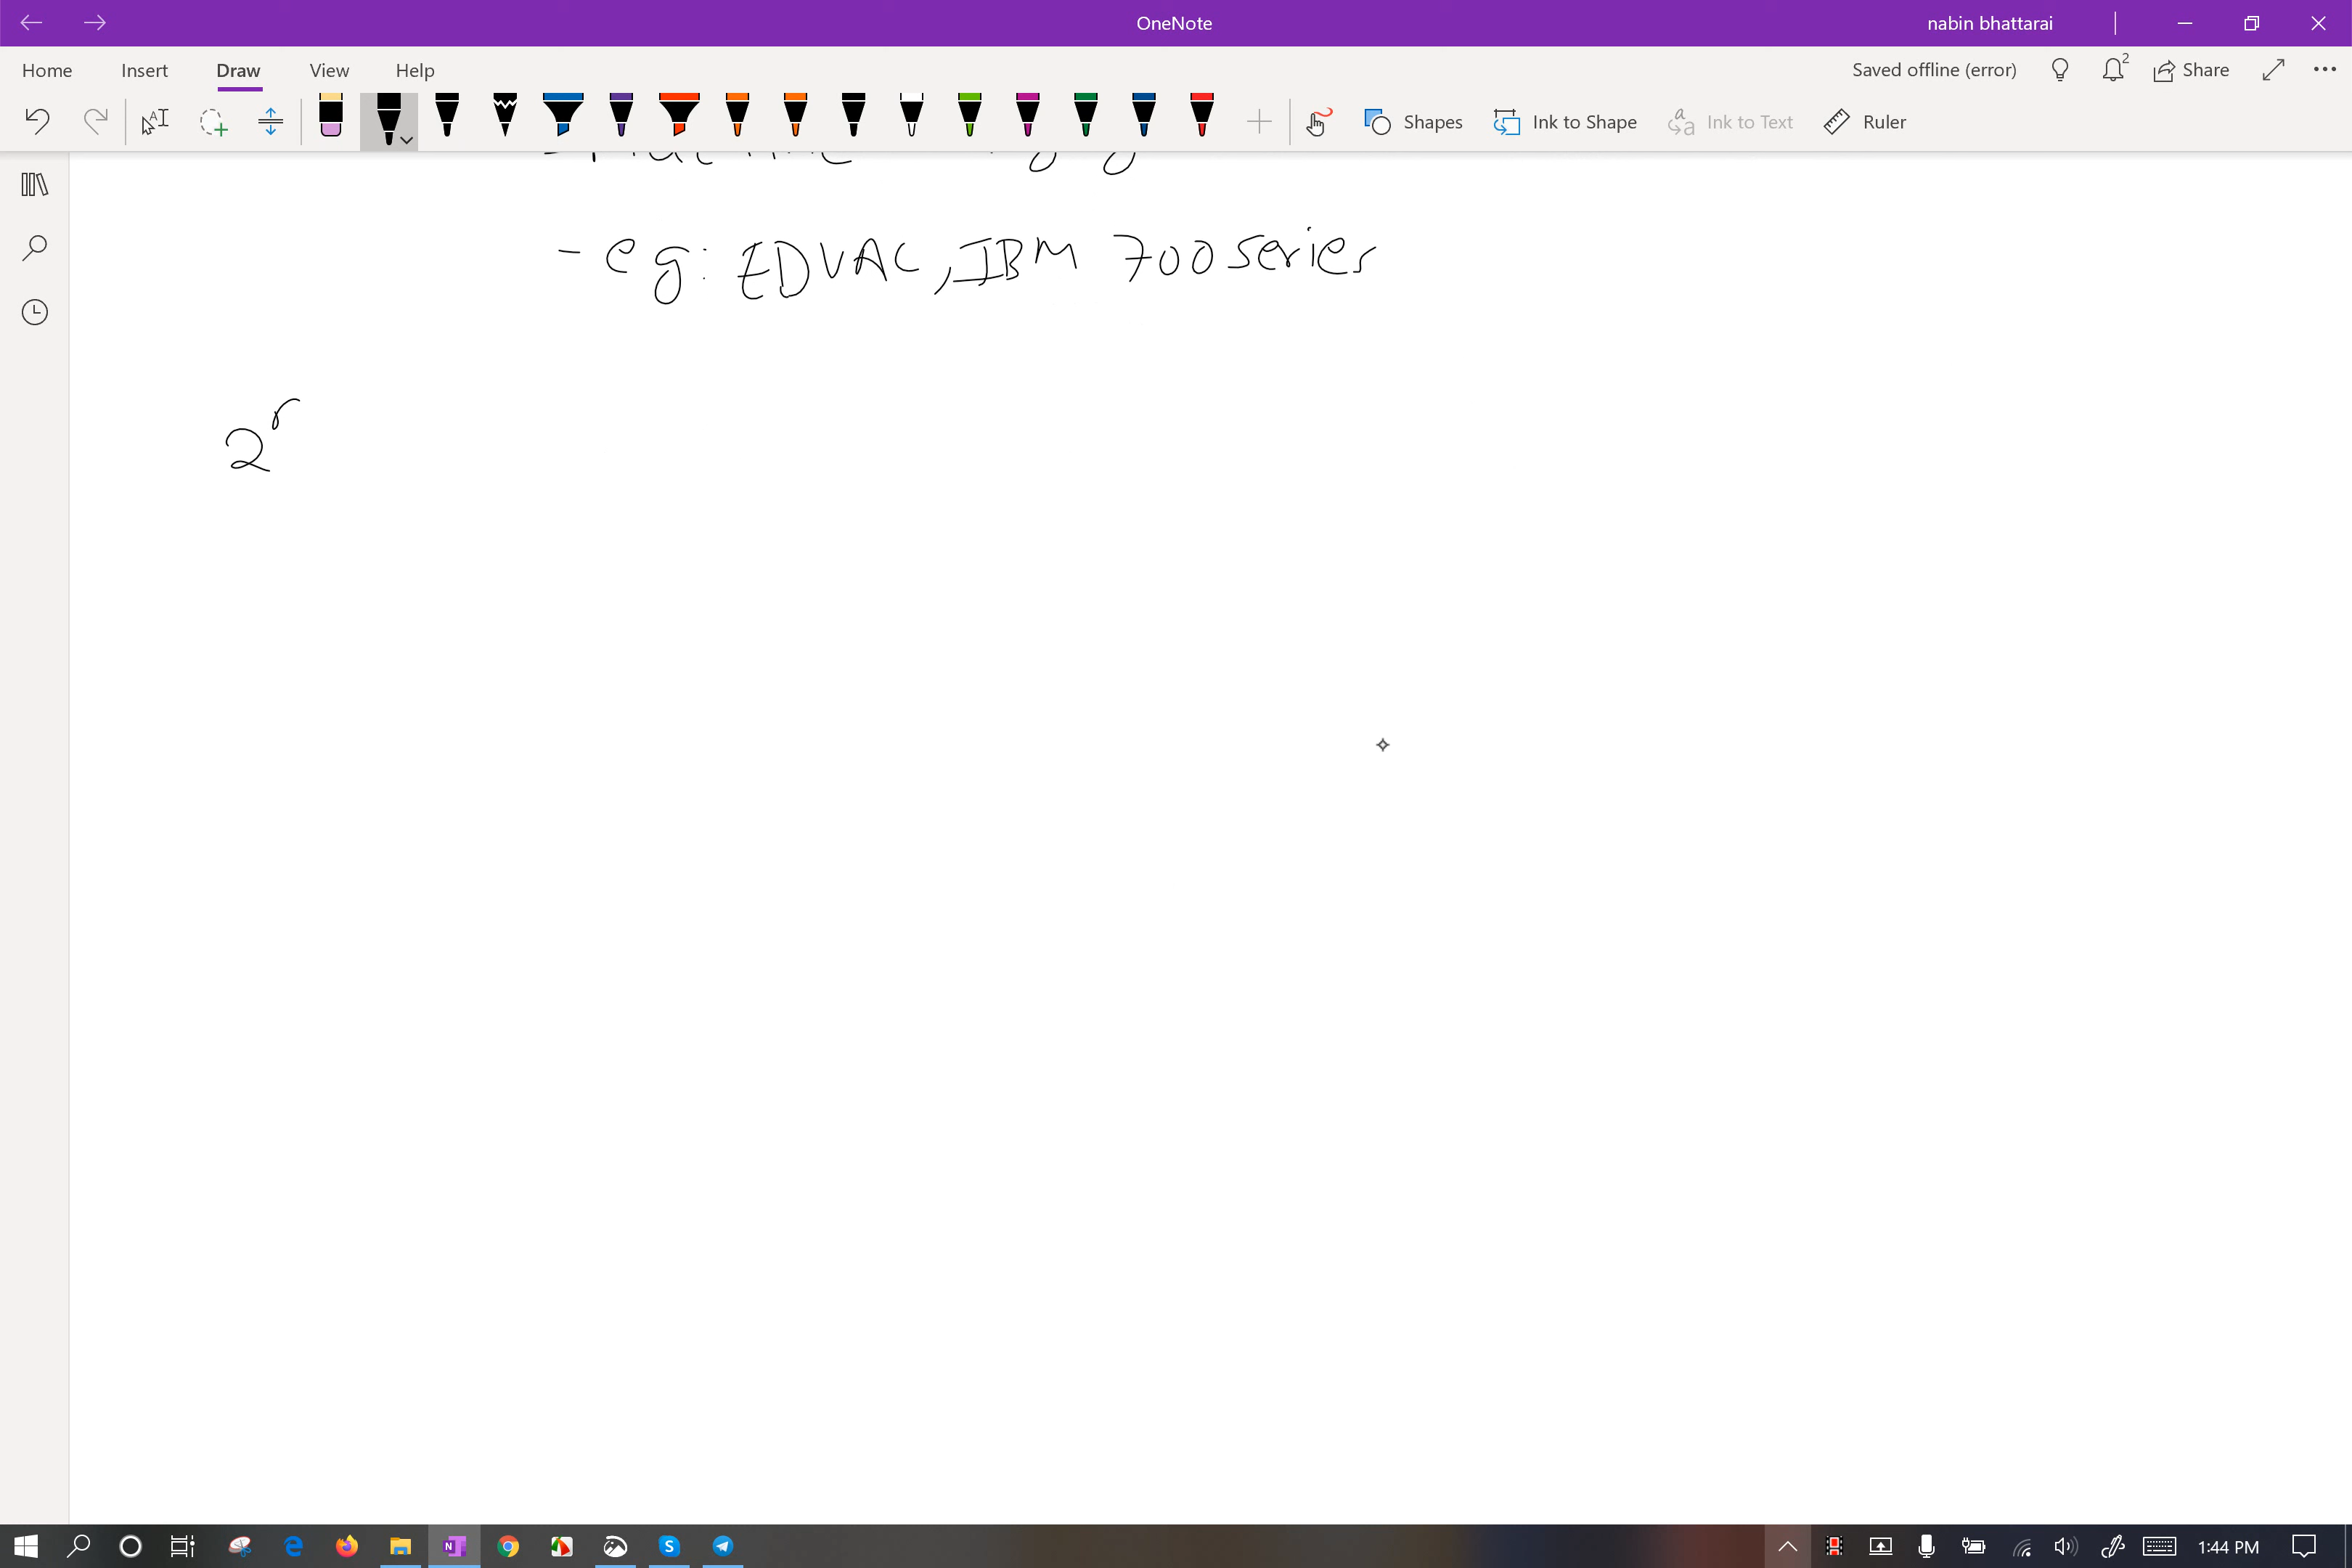 OneNote
nabin bhattarai
Home Insert Draw View Help
Saved offline (error) 2 Share
Shapes Ink to Shape Ink to Text Ruler
- eg: EDVAC, IBM 700 series
2r
1:44 PM